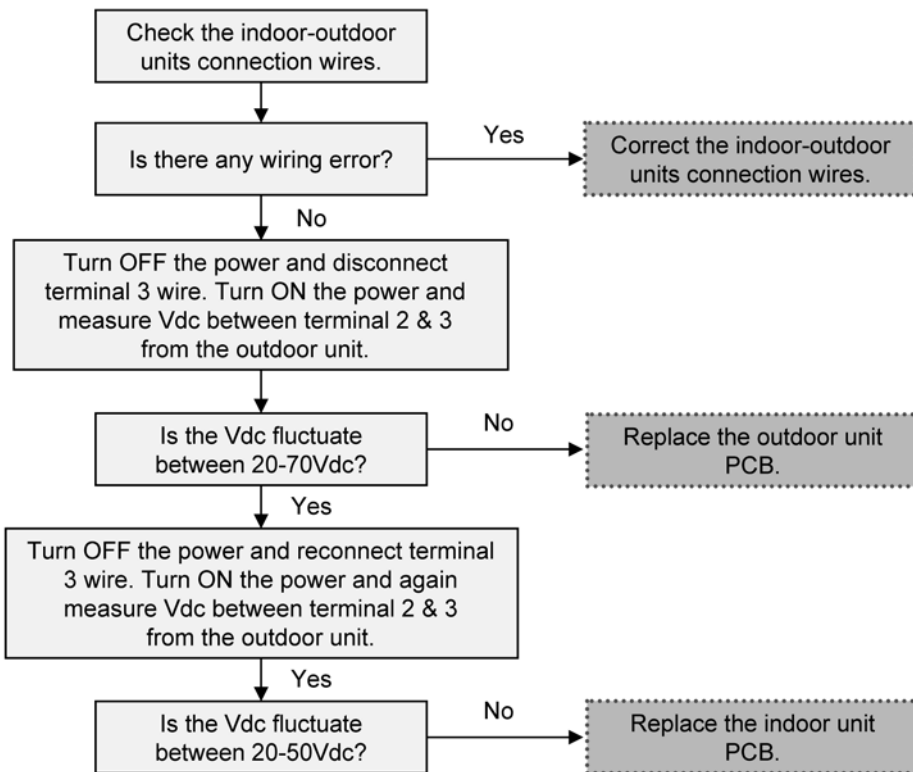 Check the indoor-outdoor
units connection wires.
Is there any wiring error?
Yes
Correct the indoor-outdoor
units connection wires.
No
Turn OFF the power and disconnect
terminal 3 wire. Turn ON the power and
measure Vdc between terminal 2 & 3
from the outdoor unit.
Is the Vdc fluctuate
between 20-70Vdc?
No
Replace the outdoor unit
PCB.
Yes
Turn OFF the power and reconnect terminal
3 wire. Turn ON the power and again
measure Vdc between terminal 2 & 3
from the outdoor unit.
Yes
Is the Vdc fluctuate
between 20-50Vdc?
No
Replace the indoor unit
PCB.